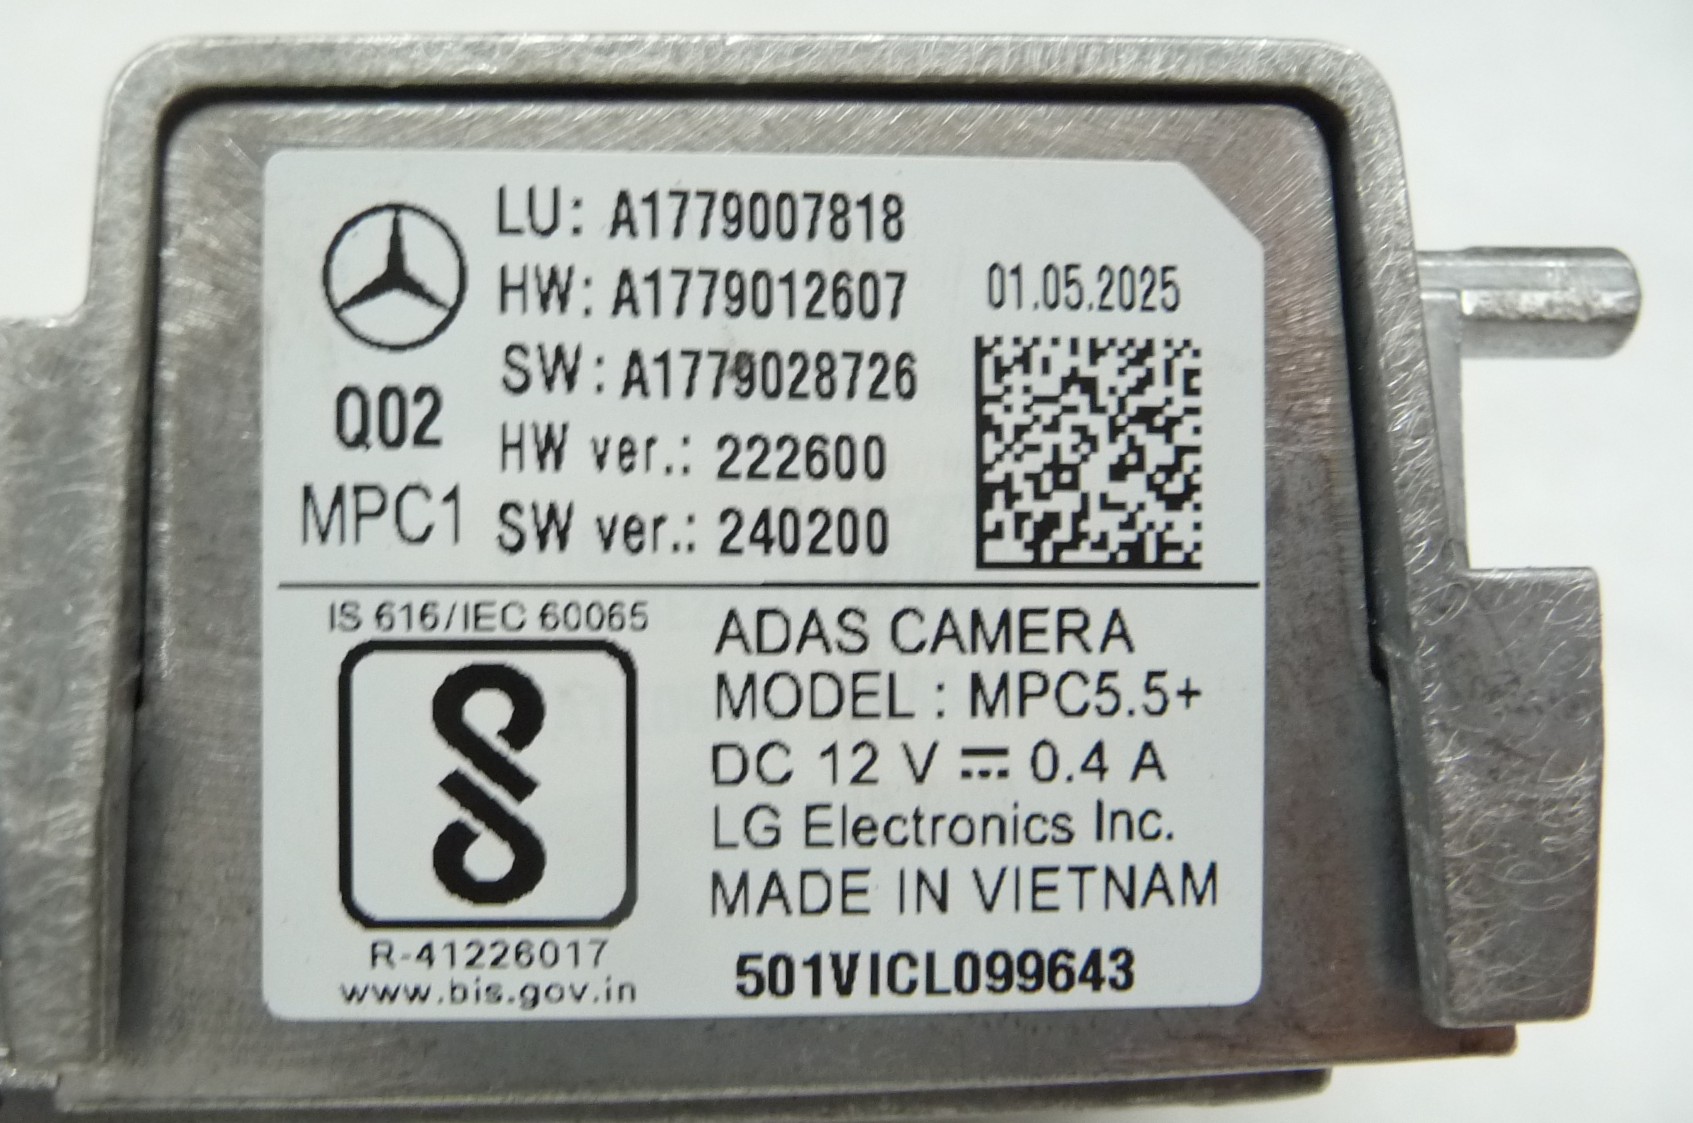 LU: A1779007818
HW: A1779012607
01.05.2025
SW: A1779028726
Q02
HW ver.: 222600
MPC1
SW ver.: 240200
IS 616/IEC 60065
R-41226017
www.bis.gov.in
ADAS CAMERA
MODEL : MPC5.5+
DC 12 V ⎓ 0.4 A
LG Electronics Inc.
MADE IN VIETNAM
501VICL099643